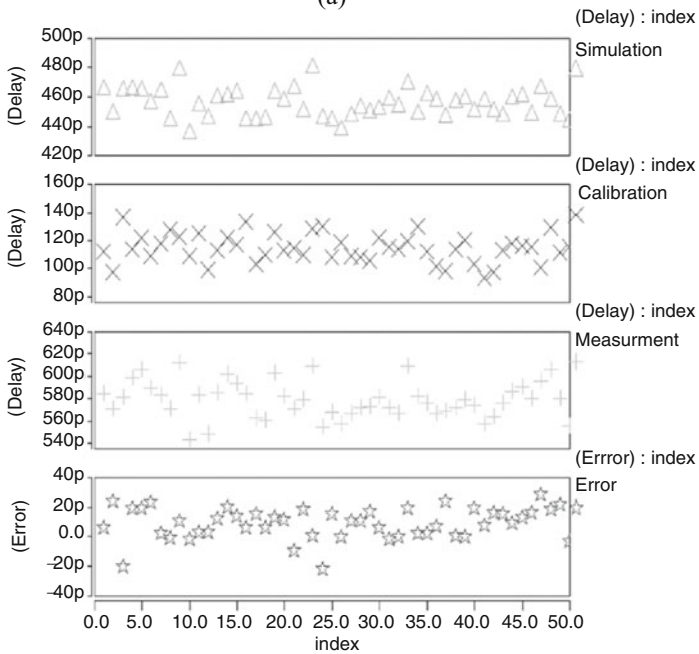 (a)
(Delay) : index
500p
Simulation
480p
(Delay)
460p
440p
420p
(Delay) : index
160p
Calibration
140p
(Delay)
120p
100p
80p
(Delay) : index
640p
Measurment
620p
600p
(Delay)
580p
560p
540p
(Errror) : index
40p
Error
20p
(Error)
0.0
-20p
-40p
0.0 5.0 10.0 15.0 20.0 25.0 30.0 35.0 40.0 45.0 50.0
index